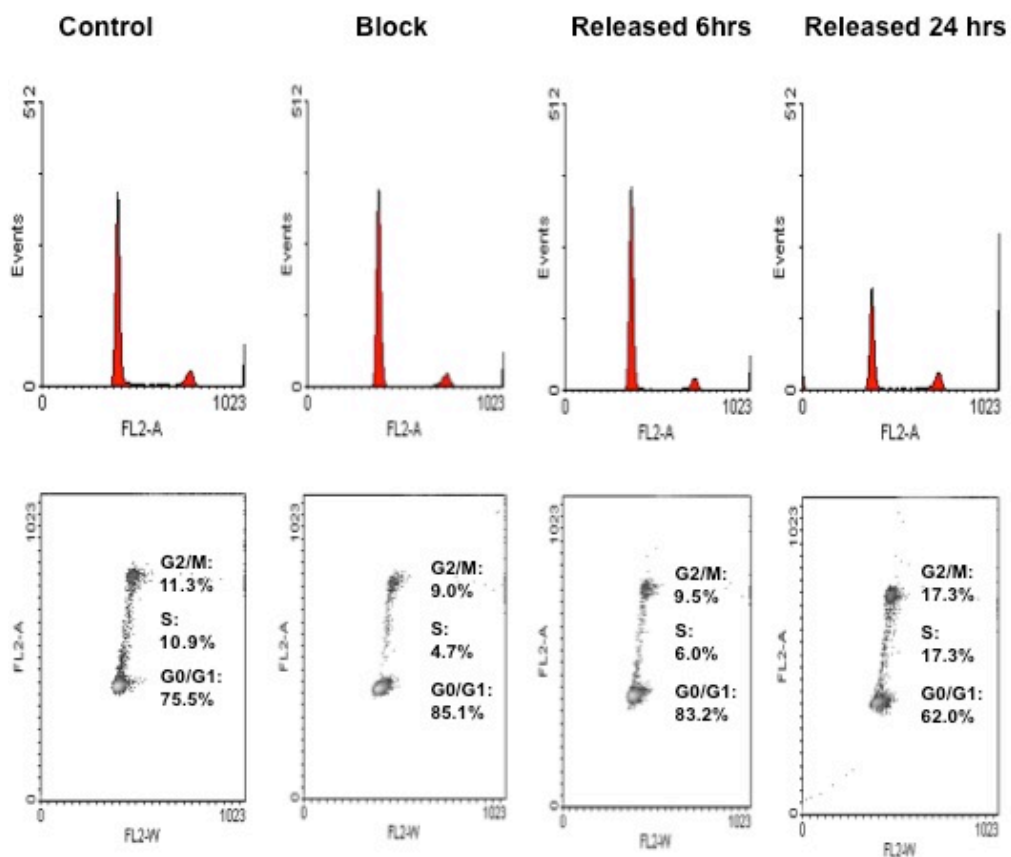 Control Block Released 6hrs Released 24 hrs
512 512 512 512
Events Events Events Events
0 0 0 0
0 1023 0 1023 0 1023 0 1023
FL2-A FL2-A FL2-A FL2-A
1023 1023 1023 1023
G2/M: G2/M: G2/M: G2/M:
11.3% 9.0% 9.5% 17.3%
S: S: S: S:
10.9% 4.7% 6.0% 17.3%
FL2-A FL2-A FL2-A FL2-A
G0/G1: G0/G1: G0/G1: G0/G1:
75.5% 85.1% 83.2% 62.0%
0 0 0 0
0 1023 0 1023 0 1023 0 1023
FL2-W FL2-W FL2-W FL2-W